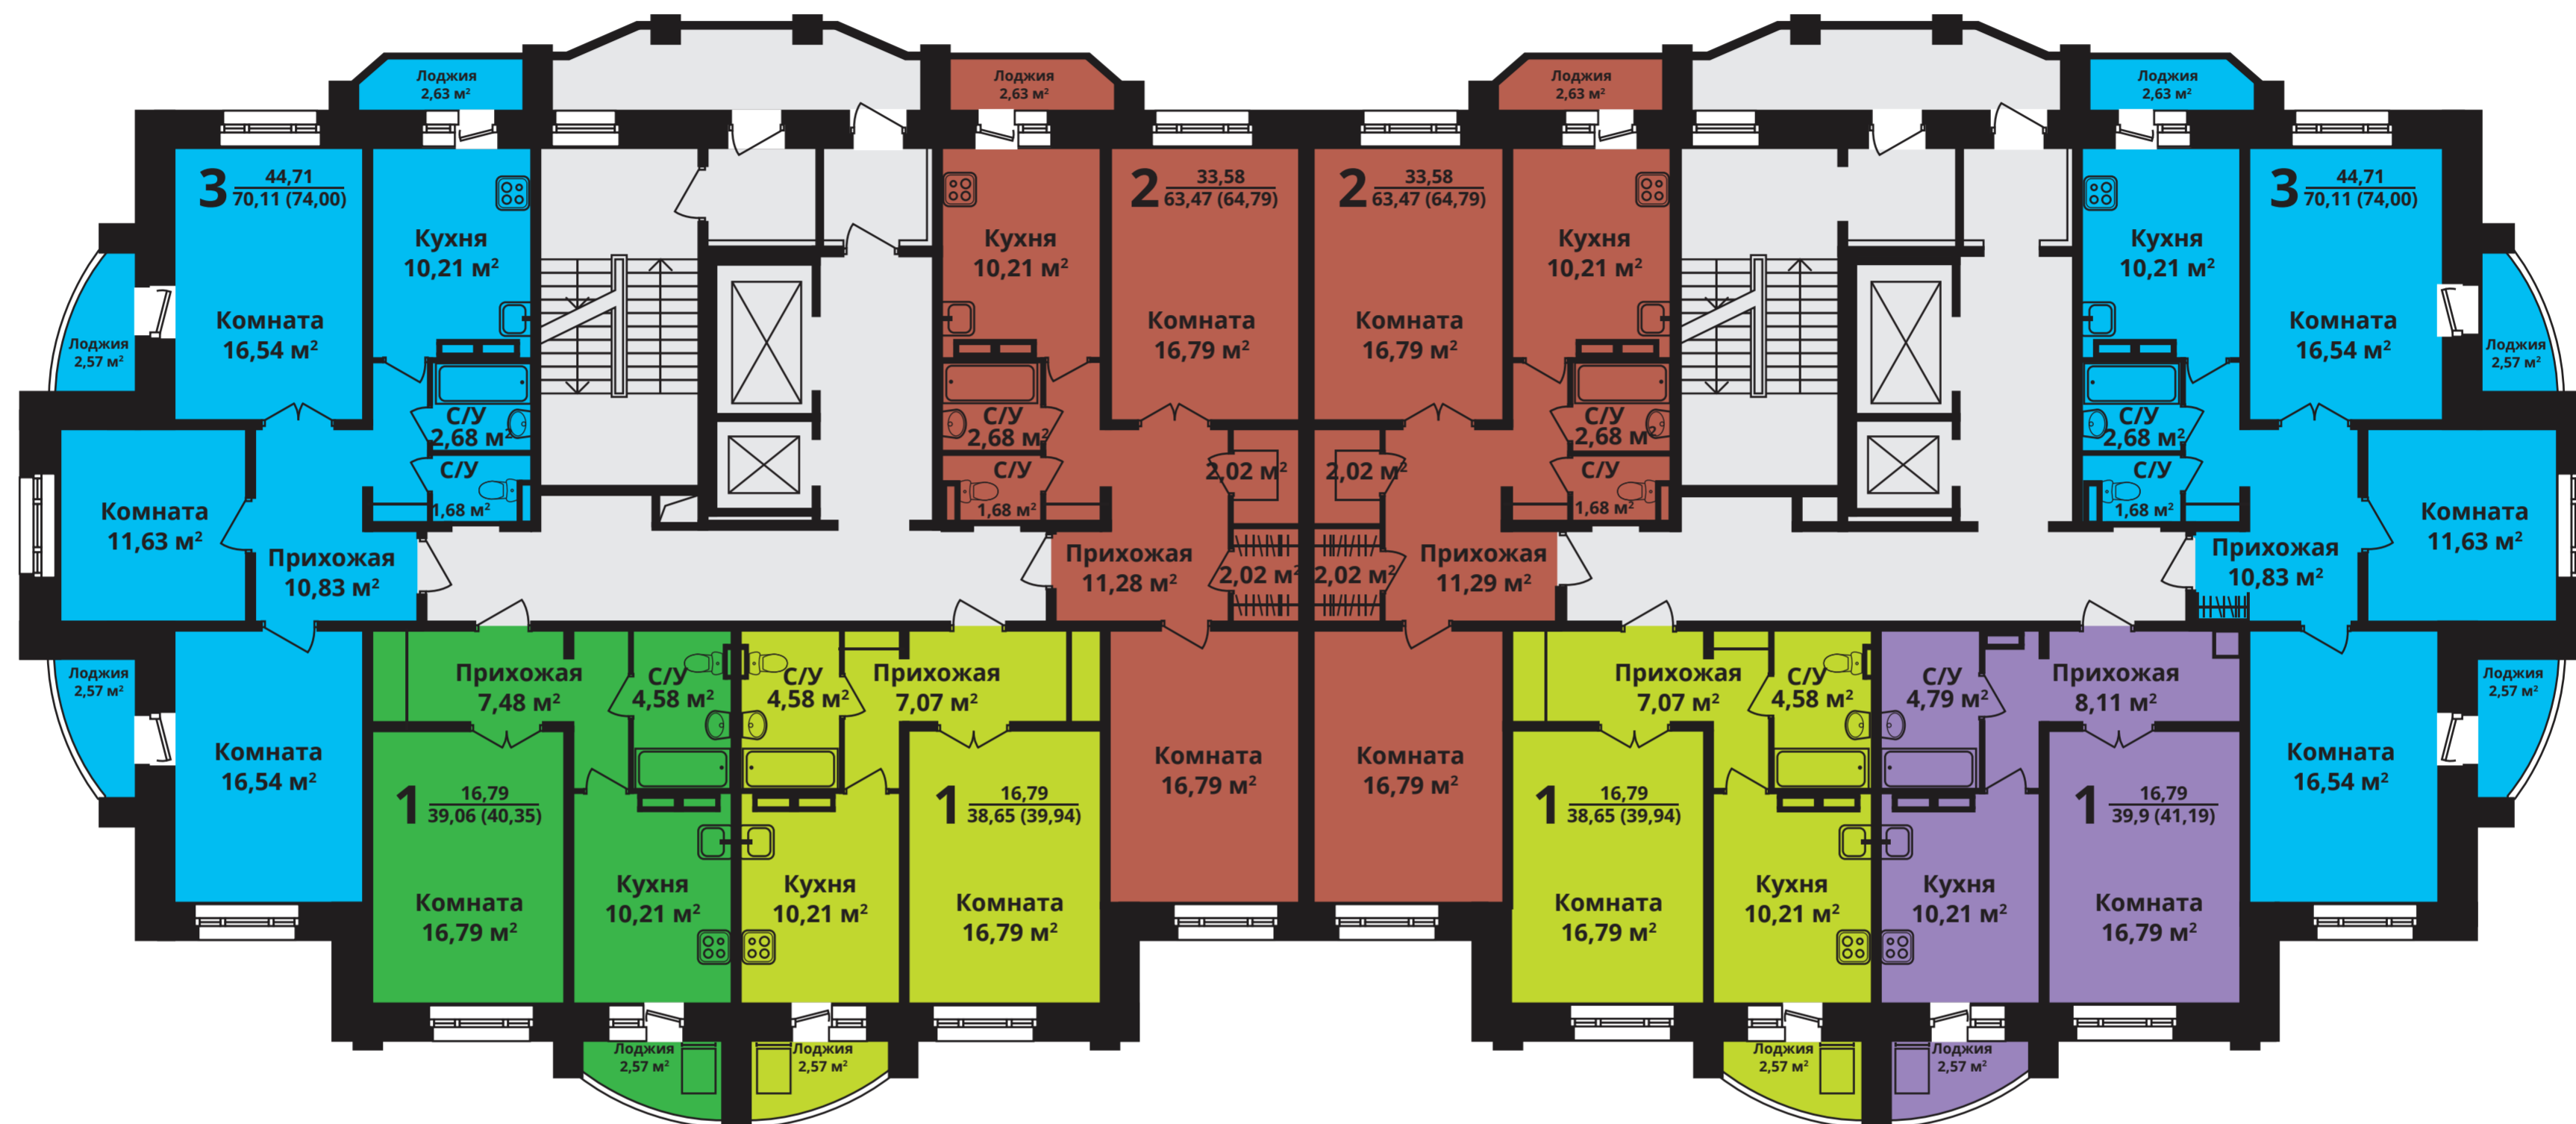 Лоджия
2,63 м²
3
44,71
70,11 (74,00)
Кухня
10,21 м²
Комната
16,54 м²
Лоджия
2,57 м²
С/У
2,68 м²
С/У
1,68 м²
Комната
11,63 м²
Прихожая
10,83 м²
Лоджия
2,57 м²
Комната
16,54 м²
Лоджия
2,63 м²
2
33,58
63,47 (64,79)
Кухня
10,21 м²
Комната
16,79 м²
С/У
2,68 м²
С/У
1,68 м²
2,02 м²
Прихожая
11,28 м²
2,02 м²
Комната
16,79 м²
Лоджия
2,63 м²
2
33,58
63,47 (64,79)
Кухня
10,21 м²
Комната
16,79 м²
С/У
2,68 м²
С/У
1,68 м²
2,02 м²
2,02 м²
Прихожая
11,29 м²
Комната
16,79 м²
Лоджия
2,63 м²
3
44,71
70,11 (74,00)
Кухня
10,21 м²
Комната
16,54 м²
Лоджия
2,57 м²
С/У
2,68 м²
С/У
1,68 м²
Комната
11,63 м²
Прихожая
10,83 м²
Лоджия
2,57 м²
Комната
16,54 м²
Прихожая
7,48 м²
С/У
4,58 м²
1
16,79
39,06 (40,35)
Комната
16,79 м²
Кухня
10,21 м²
Лоджия
2,57 м²
С/У
4,58 м²
Прихожая
7,07 м²
1
16,79
38,65 (39,94)
Кухня
10,21 м²
Комната
16,79 м²
Лоджия
2,57 м²
Прихожая
7,07 м²
С/У
4,58 м²
1
16,79
38,65 (39,94)
Комната
16,79 м²
Кухня
10,21 м²
Лоджия
2,57 м²
С/У
4,79 м²
Прихожая
8,11 м²
1
16,79
39,9 (41,19)
Кухня
10,21 м²
Комната
16,79 м²
Лоджия
2,57 м²